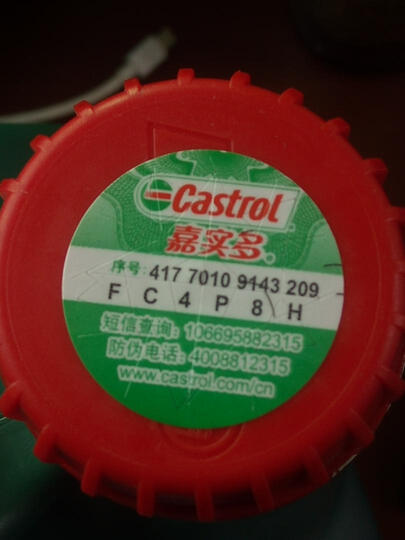 Castrol
嘉实多
序号: 417 7010 9143 209
F C 4 P 8 H
短信查询: 106695882315
防伪电话: 4008812315
www.castrol.com/cn